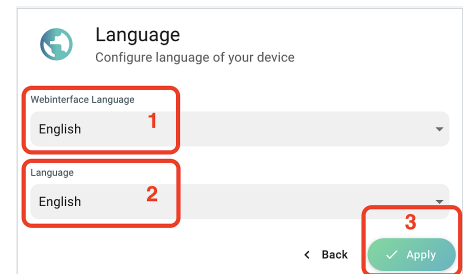 Language
Configure language of your device
Webinterface Language
English 1
Language
English 2
3
Back Apply